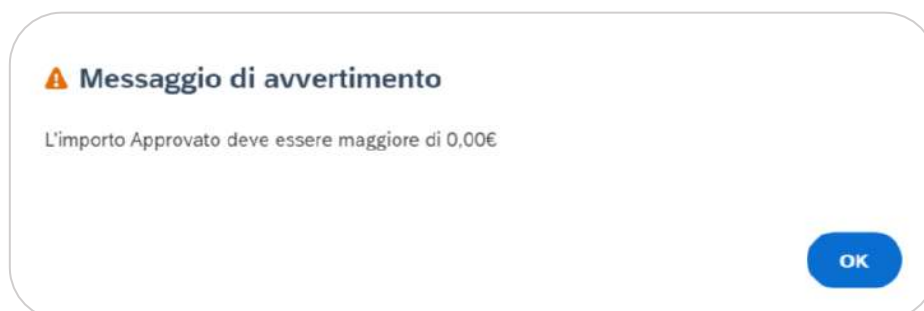 Messaggio di avvertimento
L'importo Approvato deve essere maggiore di 0,00€
OK